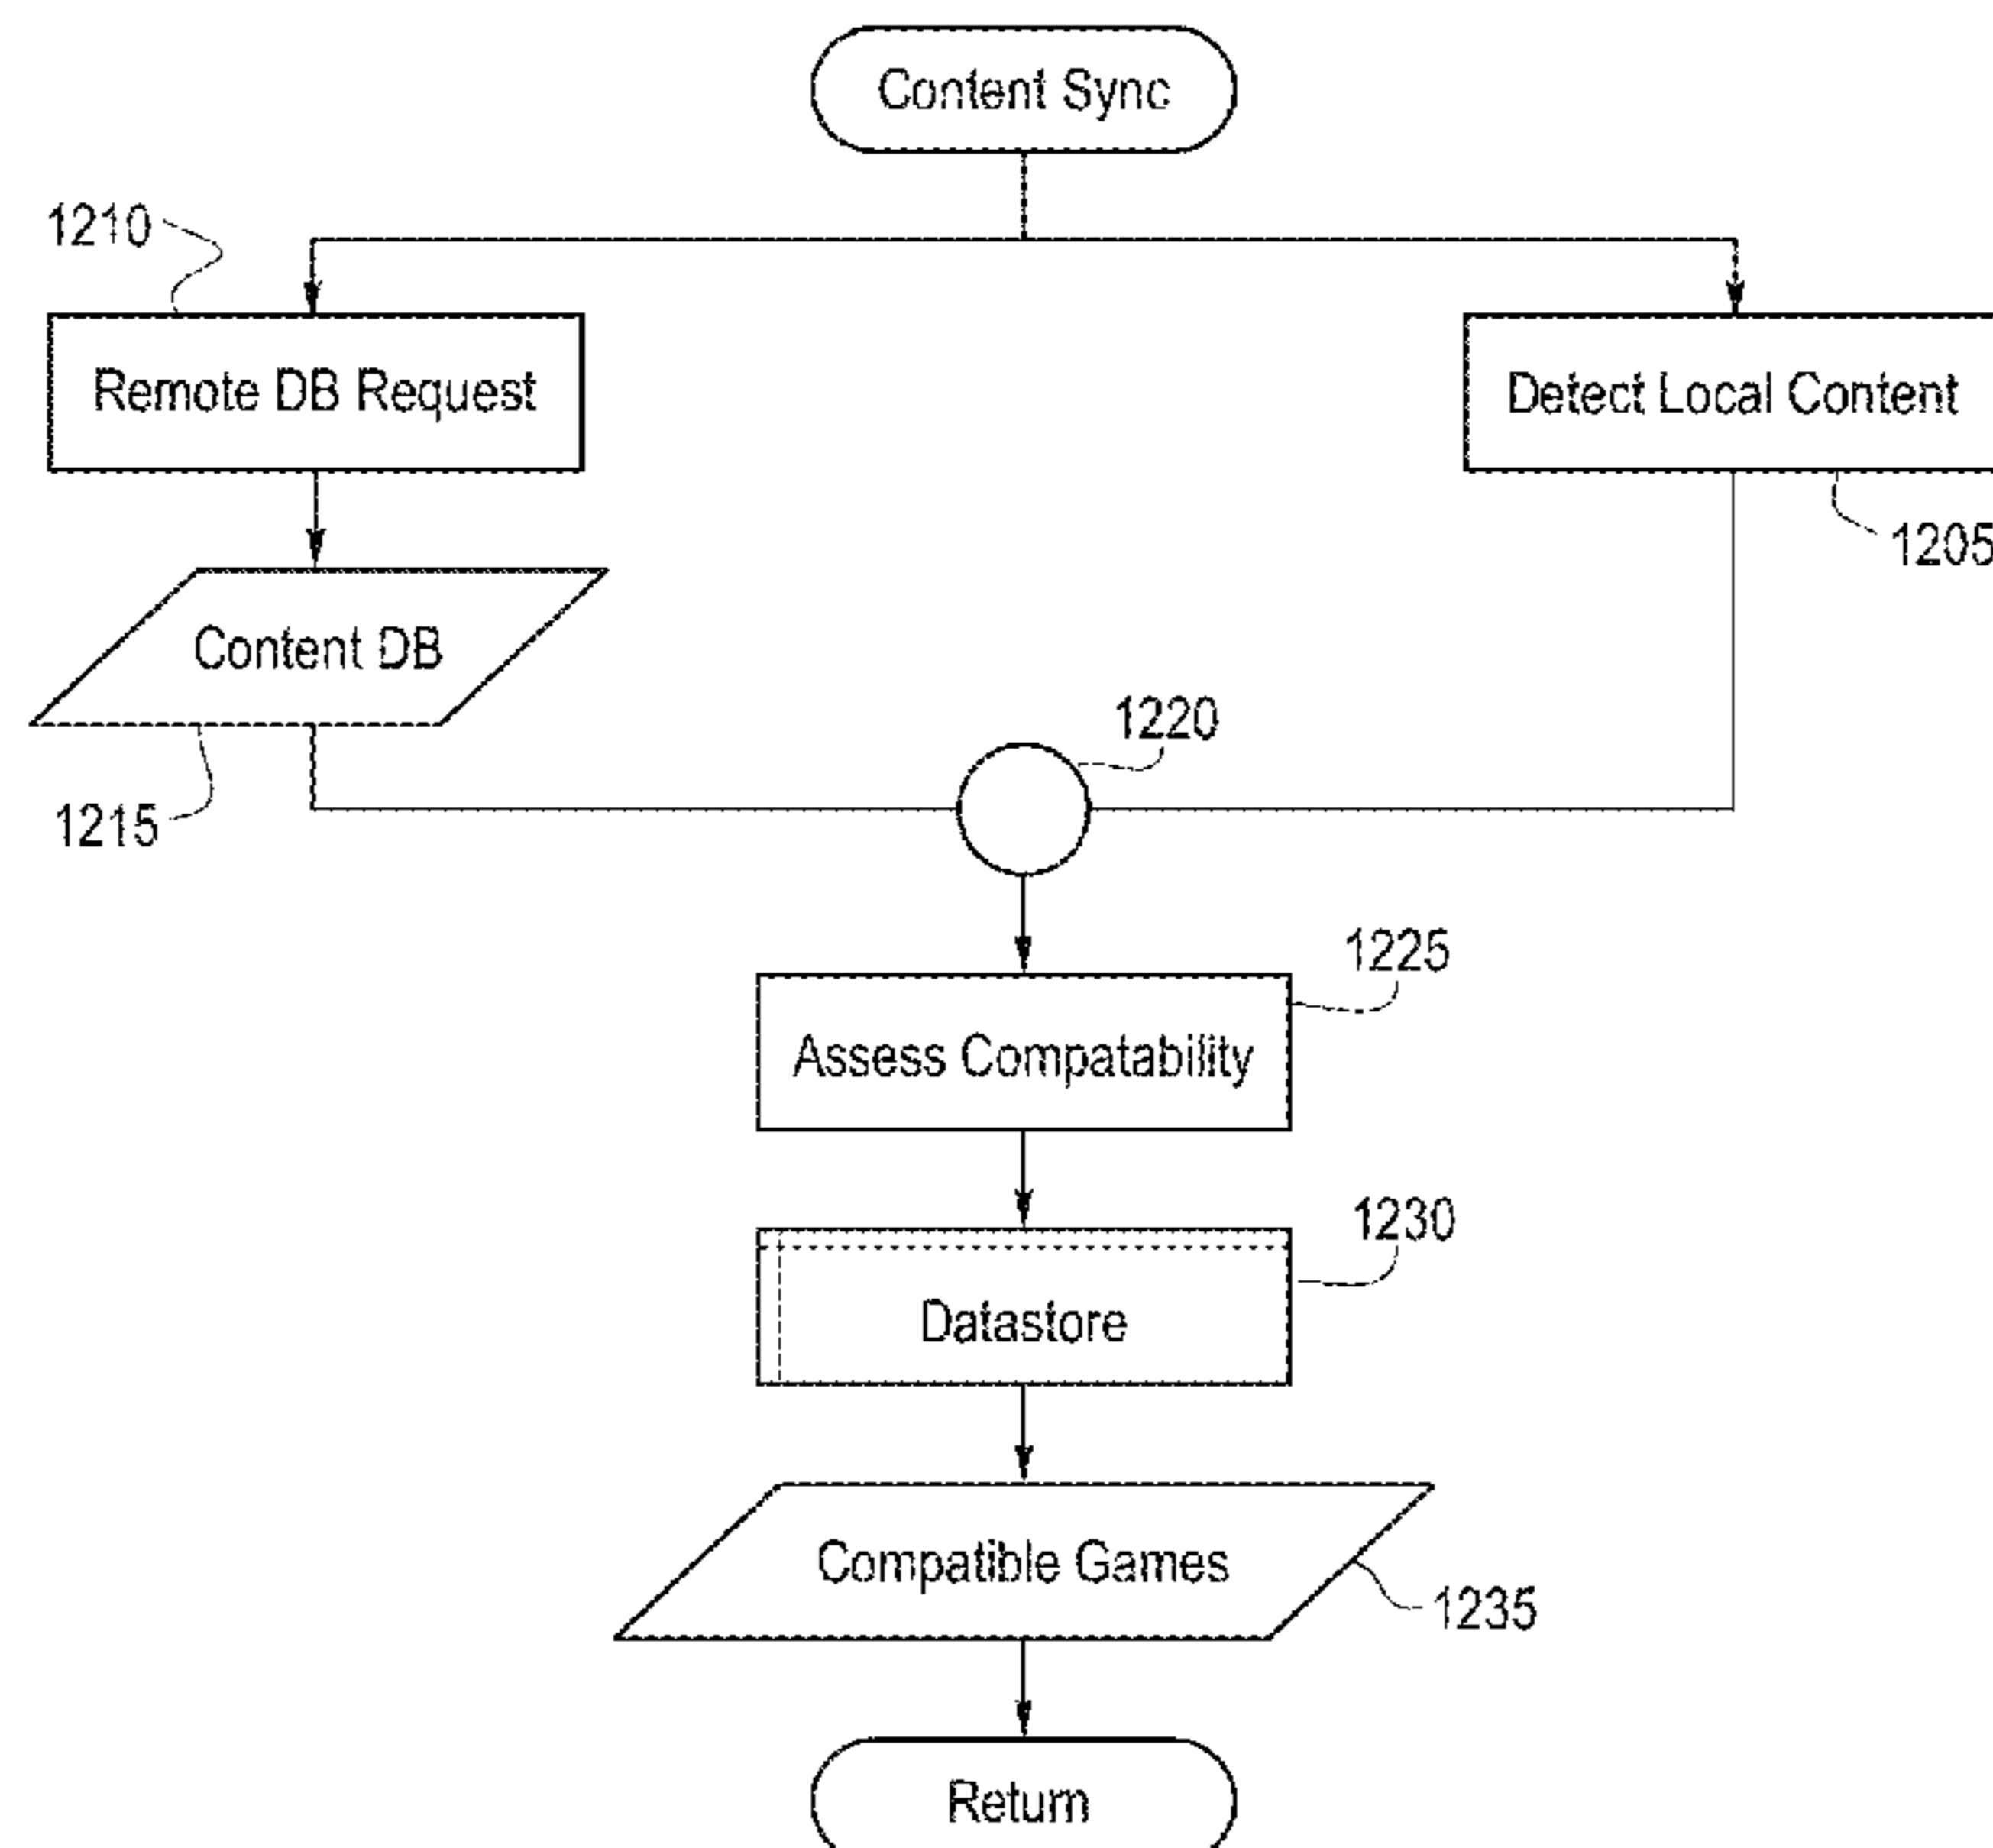 Content Sync
1210
Remote DB Request
Detect Local Content
1205
Content DB
1220
1215
1225
Assess Compatability
1230
Datastore
Compatible Games
1235
Return